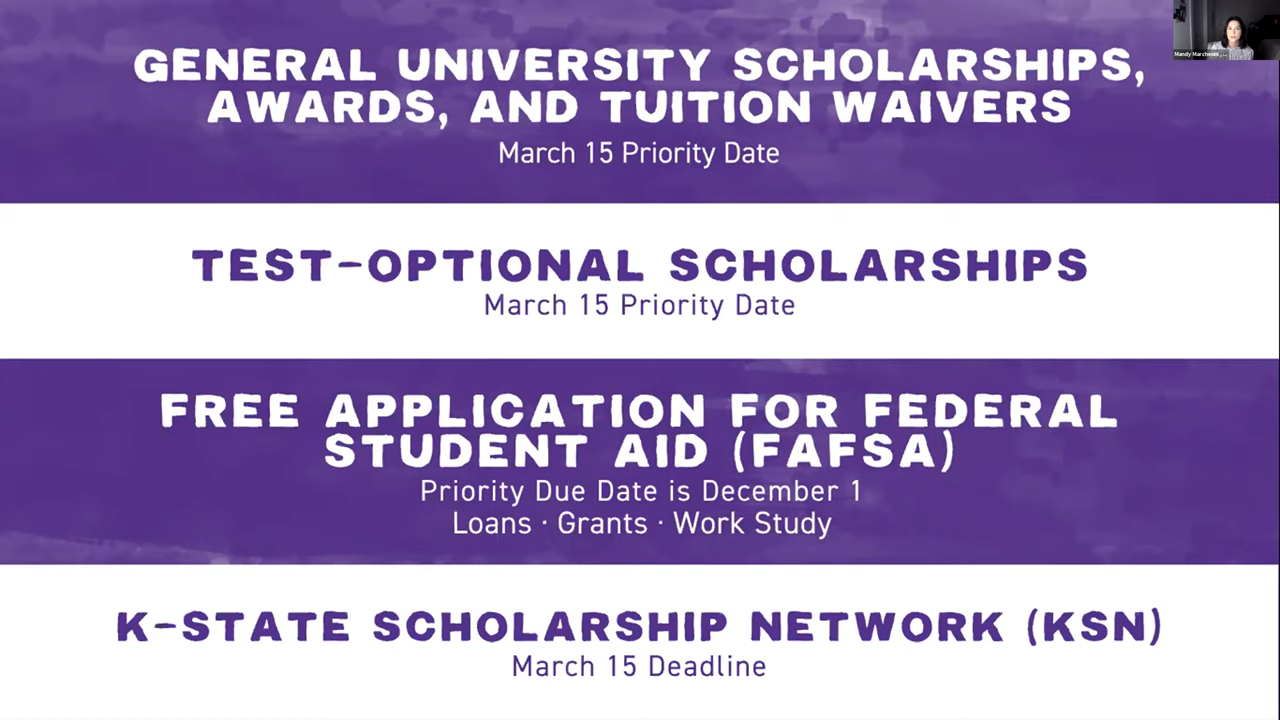 GENERAL UNIVERSITY SCHOLARSHIPS,
AWARDS, AND TUITION WAIVERS
March 15 Priority Date
TEST-OPTIONAL SCHOLARSHIPS
March 15 Priority Date
FREE APPLICATION FOR FEDERAL
STUDENT AID (FAFSA)
Priority Due Date is December 1
Loans · Grants · Work Study
K-STATE SCHOLARSHIP NETWORK (KSN)
March 15 Deadline